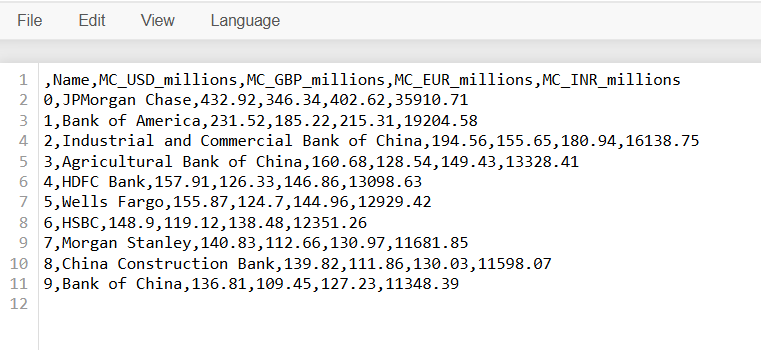 File Edit View Language
1 ,Name,MC_USD_millions,MC_GBP_millions,MC_EUR_millions,MC_INR_millions
2 0,JPMorgan Chase,432.92,346.34,402.62,35910.71
3 1,Bank of America,231.52,185.22,215.31,19204.58
4 2,Industrial and Commercial Bank of China,194.56,155.65,180.94,16138.75
5 3,Agricultural Bank of China,160.68,128.54,149.43,13328.41
6 4,HDFC Bank,157.91,126.33,146.86,13098.63
7 5,Wells Fargo,155.87,124.7,144.96,12929.42
8 6,HSBC,148.9,119.12,138.48,12351.26
9 7,Morgan Stanley,140.83,112.66,130.97,11681.85
10 8,China Construction Bank,139.82,111.86,130.03,11598.07
11 9,Bank of China,136.81,109.45,127.23,11348.39
12